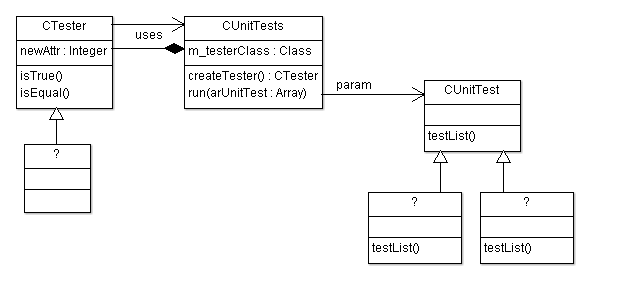 CTester
newAttr : Integer
isTrue()
isEqual()
uses
CUnitTests
m_testerClass : Class
createTester() : CTester
run(arUnitTest : Array)
param
CUnitTest
testList()
?
?
testList()
?
testList()